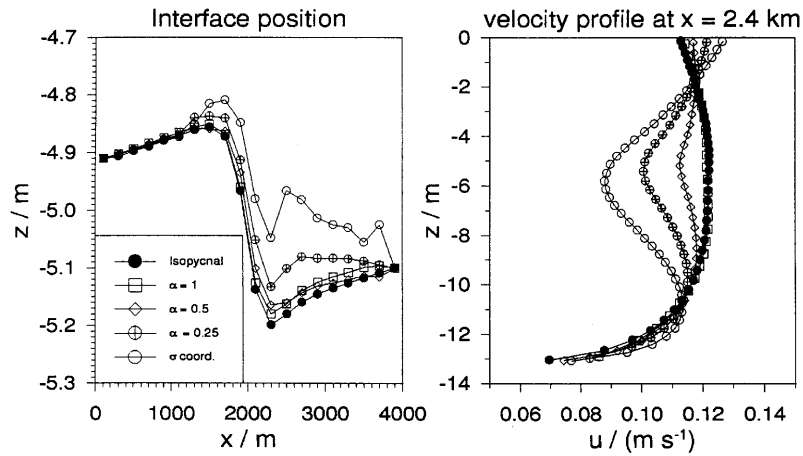 Interface position
-4.7
-4.8
-4.9
-5.0
-5.1
-5.2
-5.3
z / m
Isopycnal
α = 1
α = 0.5
α = 0.25
σ coord.
0
1000
2000
3000
4000
x / m
velocity profile at x = 2.4 km
0
-2
-4
-6
-8
-10
-12
-14
z / m
0.06
0.08
0.10
0.12
0.14
u / (m s⁻¹)